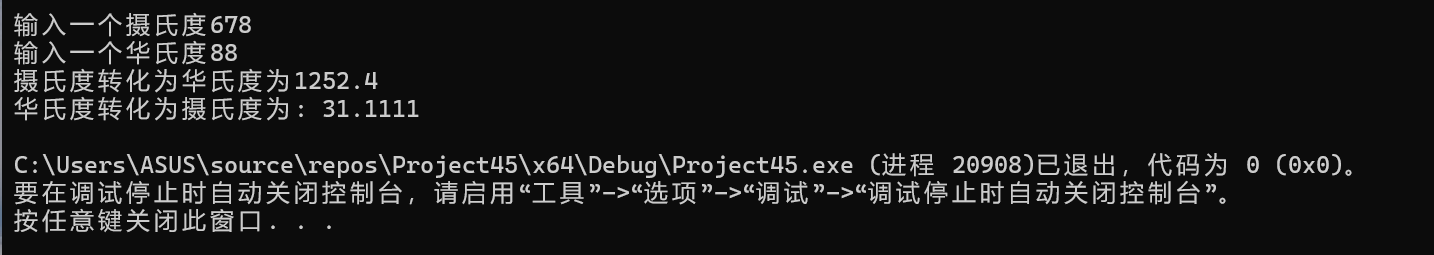 输入一个摄氏度678
输入一个华氏度88
摄氏度转化为华氏度为1252.4
华氏度转化为摄氏度为：31.1111
C:\Users\ASUS\source\repos\Project45\x64\Debug\Project45.exe (进程 20908)已退出，代码为 0 (0x0)。
要在调试停止时自动关闭控制台，请启用“工具”->“选项”->“调试”->“调试停止时自动关闭控制台”。
按任意键关闭此窗口. . .